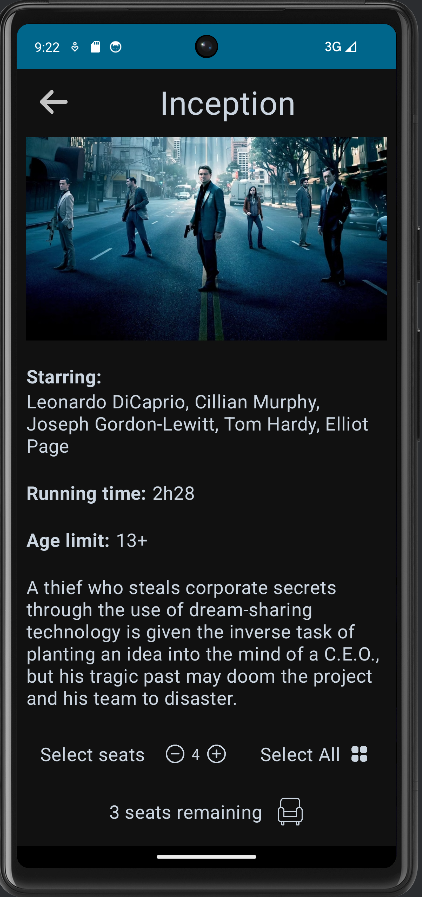 9:22 3G
Inception
Starring:
Leonardo DiCaprio, Cillian Murphy,
Joseph Gordon-Lewitt, Tom Hardy, Elliot
Page
Running time: 2h28
Age limit: 13+
A thief who steals corporate secrets
through the use of dream-sharing
technology is given the inverse task of
planting an idea into the mind of a C.E.O.,
but his tragic past may doom the project
and his team to disaster.
Select seats 4 Select All
3 seats remaining